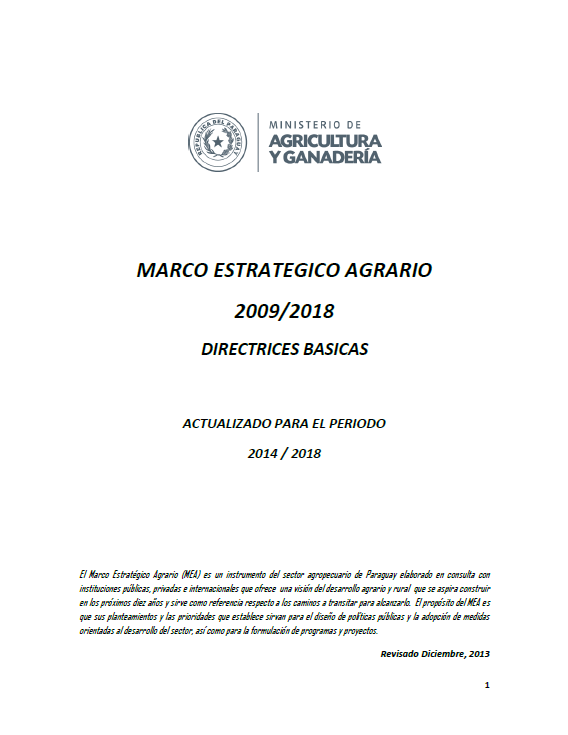 REPUBLICA DEL PARAGUAY
MINISTERIO DE
AGRICULTURA
Y GANADERÍA
MARCO ESTRATEGICO AGRARIO
2009/2018
DIRECTRICES BASICAS
ACTUALIZADO PARA EL PERIODO
2014 / 2018
El Marco Estratégico Agrario (MEA) es un instrumento del sector agropecuario de Paraguay elaborado en consulta con
instituciones públicas, privadas e internacionales que ofrece una visión del desarrollo agrario y rural que se aspira construir
en los próximos diez años y sirve como referencia respecto a los caminos a transitar para alcanzarlo. El propósito del MEA es
que sus planteamientos y las prioridades que establece sirvan para el diseño de políticas públicas y la adopción de medidas
orientadas al desarrollo del sector, así como para la formulación de programas y proyectos.
Revisado Diciembre, 2013
1